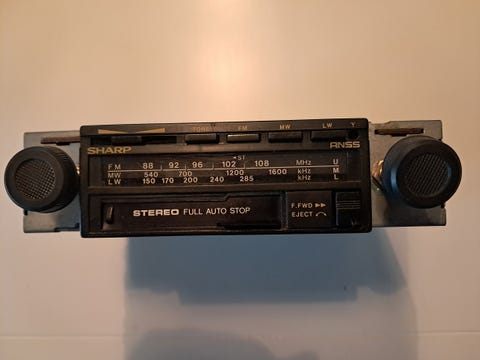 TONE FM MW LW Y
SHARP ANSS
ST
FM 88 92 96 102 108 MHz U
MW 540 700 1200 1600 kHz M
LW 150 170 200 240 285 kHz L
STEREO FULL AUTO STOP
F.FWD ▶▶
EJECT